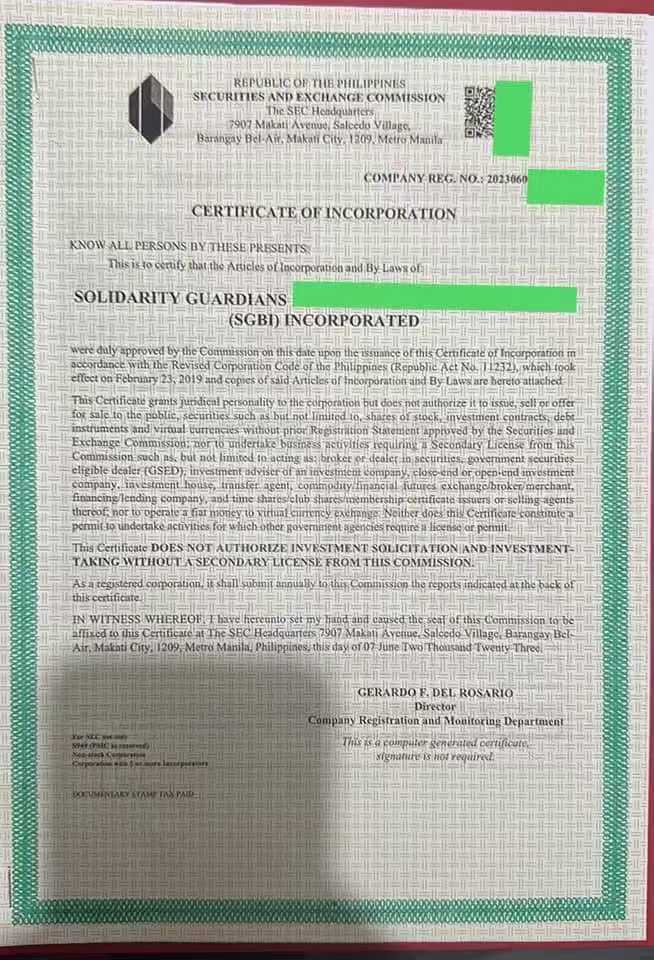 REPUBLIC OF THE PHILIPPINES
SECURITIES AND EXCHANGE COMMISSION
The SEC Headquarters
7907 Makati Avenue, Salcedo Village,
Barangay Bel-Air, Makati City, 1209, Metro Manila
COMPANY REG. NO.: 2023060
CERTIFICATE OF INCORPORATION
KNOW ALL PERSONS BY THESE PRESENTS:
This is to certify that the Articles of Incorporation and By Laws of:
SOLIDARITY GUARDIANS
(SGBI) INCORPORATED
were duly approved by the Commission on this date upon the issuance of this Certificate of Incorporation in
accordance with the Revised Corporation Code of the Philippines (Republic Act No. 11232), which took
effect on February 23, 2019 and copies of said Articles of Incorporation and By Laws are hereto attached.
This Certificate grants juridical personality to the corporation but does not authorize it to issue, sell or offer
for sale to the public, securities such as but not limited to, shares of stock, investment contracts, debt
instruments and virtual currencies without prior Registration Statement approved by the Securities and
Exchange Commission; nor to undertake business activities requiring a Secondary License from this
Commission such as, but not limited to acting as: broker or dealer in securities, government securities
eligible dealer (GSED), investment adviser of an investment company, close-end or open-end investment
company, investment house, transfer agent, commodity/financial futures exchange/broker/merchant,
financing/lending company, and time shares/club shares/membership certificate issuers or selling agents
thereof; nor to operate a fiat money to virtual currency exchange. Neither does this Certificate constitute a
permit to undertake activities for which other government agencies require a license or permit.
This Certificate DOES NOT AUTHORIZE INVESTMENT SOLICITATION AND INVESTMENT-
TAKING WITHOUT A SECONDARY LICENSE FROM THIS COMMISSION.
As a registered corporation, it shall submit annually to this Commission the reports indicated at the back of
this certificate.
IN WITNESS WHEREOF, I have hereunto set my hand and caused the seal of this Commission to be
affixed to this Certificate at The SEC Headquarters 7907 Makati Avenue, Salcedo Village, Barangay Bel-
Air, Makati City, 1209, Metro Manila, Philippines, this day of 07 June Two Thousand Twenty Three.
GERARDO F. DEL ROSARIO
Director
Company Registration and Monitoring Department
This is a computer generated certificate,
signature is not required.
For SEC use only
(PSIC as reserved)
Non-stock Corporation
Corporation with 5 or more Incorporators
DOCUMENTARY STAMP TAX PAID